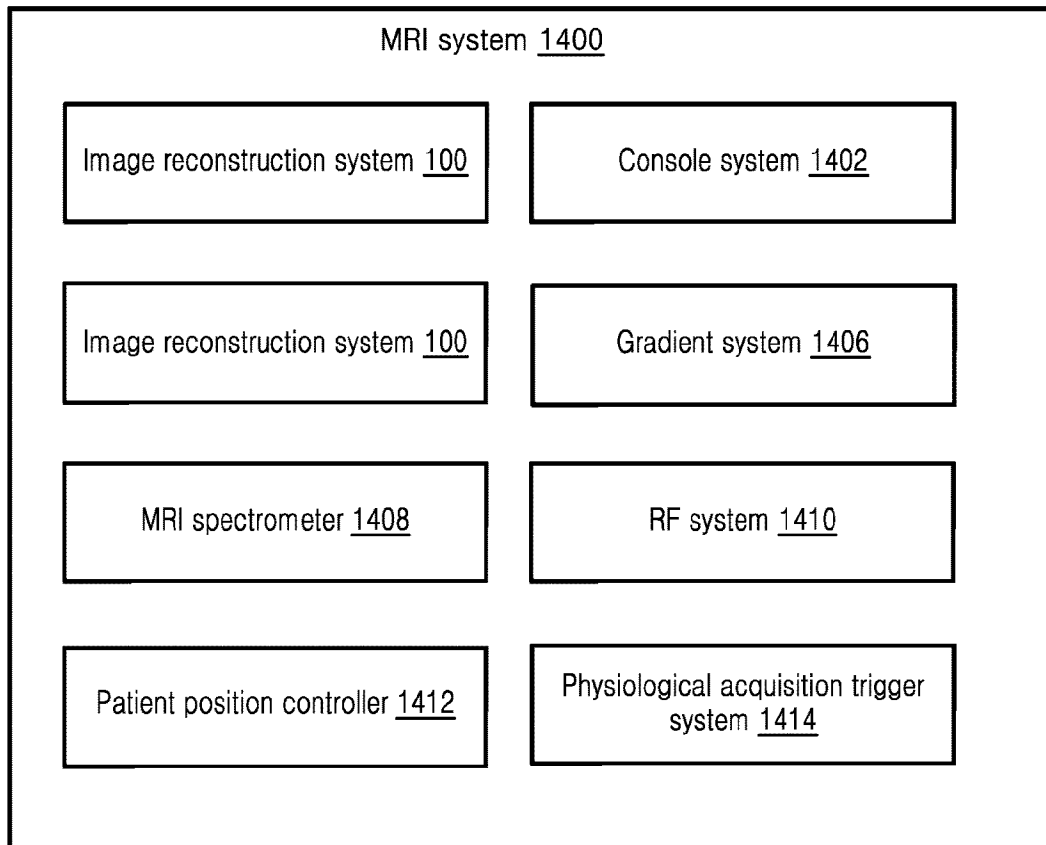 MRI system 1400
Image reconstruction system 100
Console system 1402
Image reconstruction system 100
Gradient system 1406
MRI spectrometer 1408
RF system 1410
Patient position controller 1412
Physiological acquisition trigger
system 1414